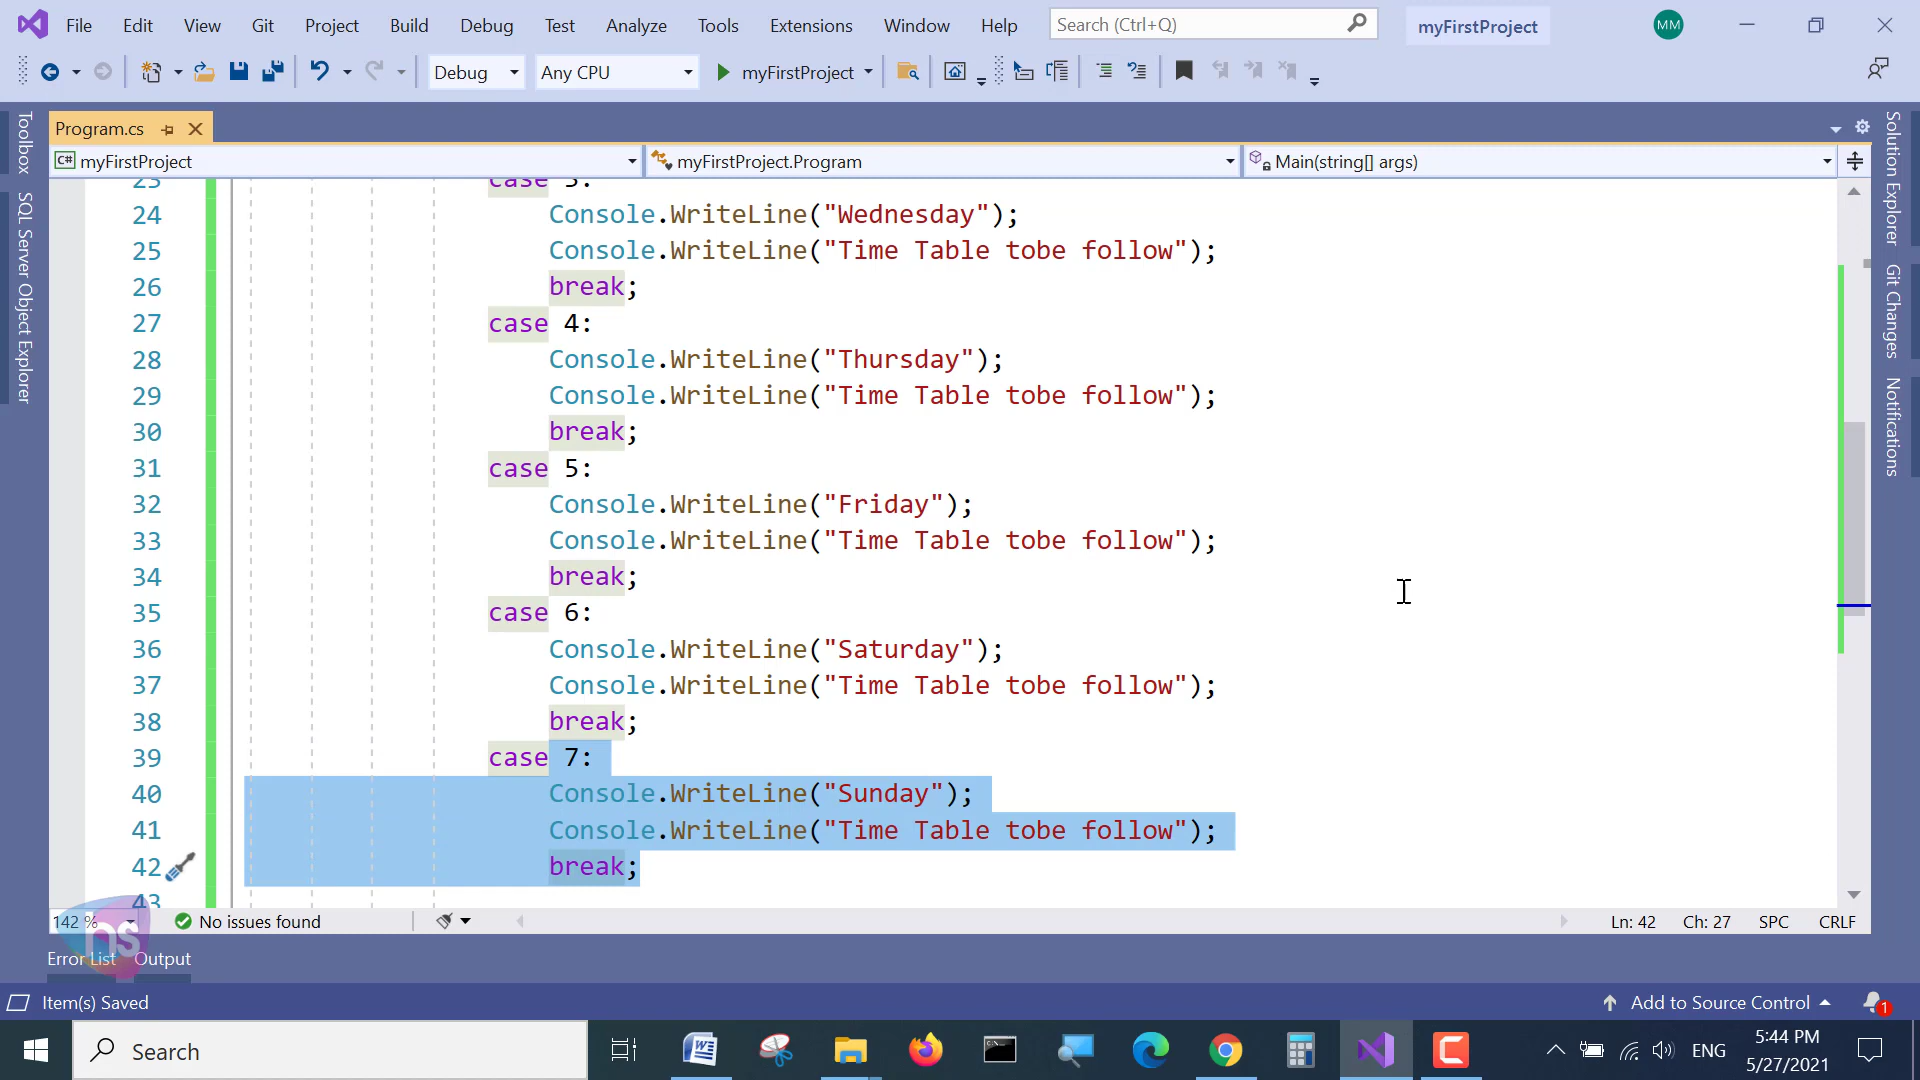 File Edit View Git Project Build Debug Test Analyze Tools Extensions Window Help Search (Ctrl+Q) myFirstProject MM
Debug Any CPU myFirstProject
Toolbox
SQL Server Object Explorer
Program.cs
myFirstProject myFirstProject.Program Main(string[] args)
23 case 3:
24 Console.WriteLine("Wednesday");
25 Console.WriteLine("Time Table tobe follow");
26 break;
27 case 4:
28 Console.WriteLine("Thursday");
29 Console.WriteLine("Time Table tobe follow");
30 break;
31 case 5:
32 Console.WriteLine("Friday");
33 Console.WriteLine("Time Table tobe follow");
34 break;
35 case 6:
36 Console.WriteLine("Saturday");
37 Console.WriteLine("Time Table tobe follow");
38 break;
39 case 7:
40 Console.WriteLine("Sunday");
41 Console.WriteLine("Time Table tobe follow");
42 break;
43
Solution Explorer
Git Changes
Notifications
142 % No issues found Ln: 42 Ch: 27 SPC CRLF
hs
Error List Output
Item(s) Saved Add to Source Control 1
Search ENG 5:44 PM
5/27/2021